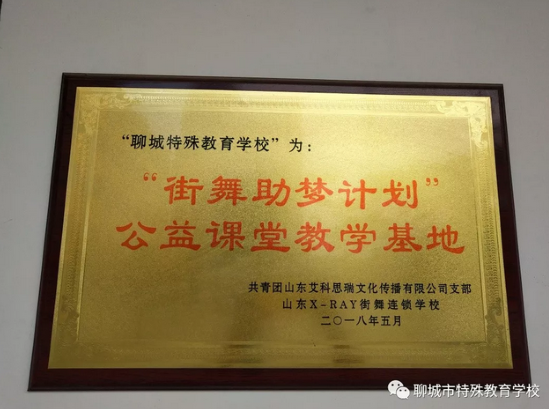 “聊城特殊教育学校”为：
“街舞助梦计划”
公益课堂教学基地
共青团山东艾科思瑞文化传播有限公司支部
山东X-RAY街舞连锁学校
二〇一八年五月
聊城市特殊教育学校